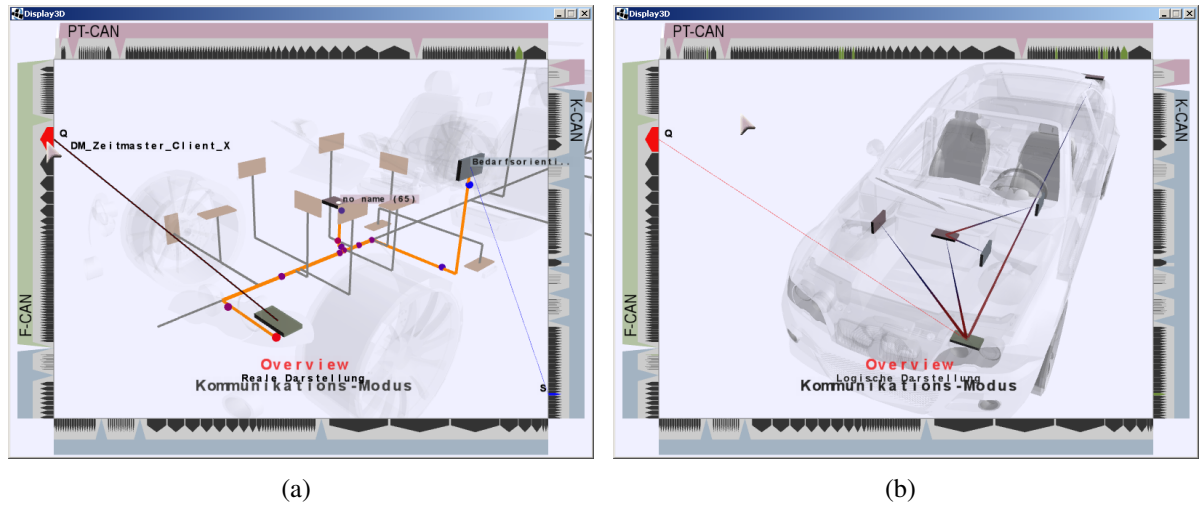 Display3D
PT-CAN
F-CAN
K-CAN
Q
DM_Zeitmaster_Client_X
Bedarfsorienti..
no name (65)
S
Overview
Reale Darstellung
Kommunikations-Modus
(a)
Display3D
PT-CAN
F-CAN
K-CAN
Q
Overview
Logische Darstellung
Kommunikations-Modus
(b)